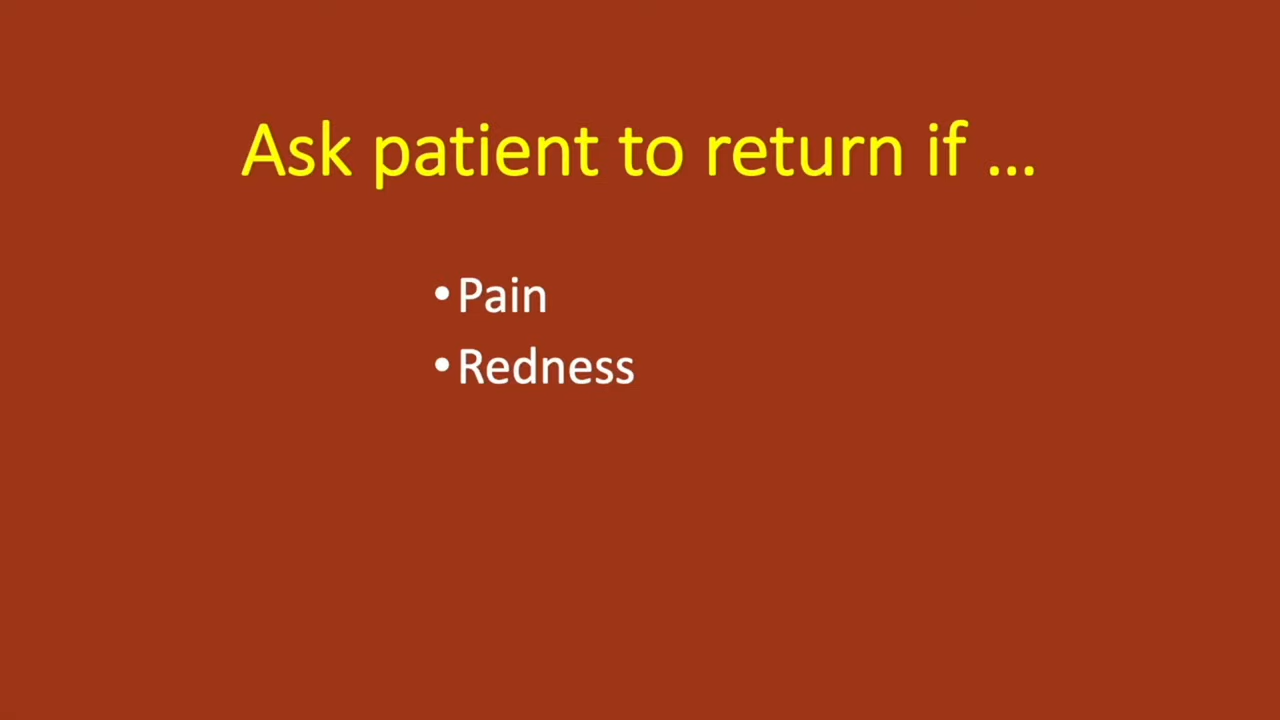 Ask patient to return if ...
• Pain
• Redness